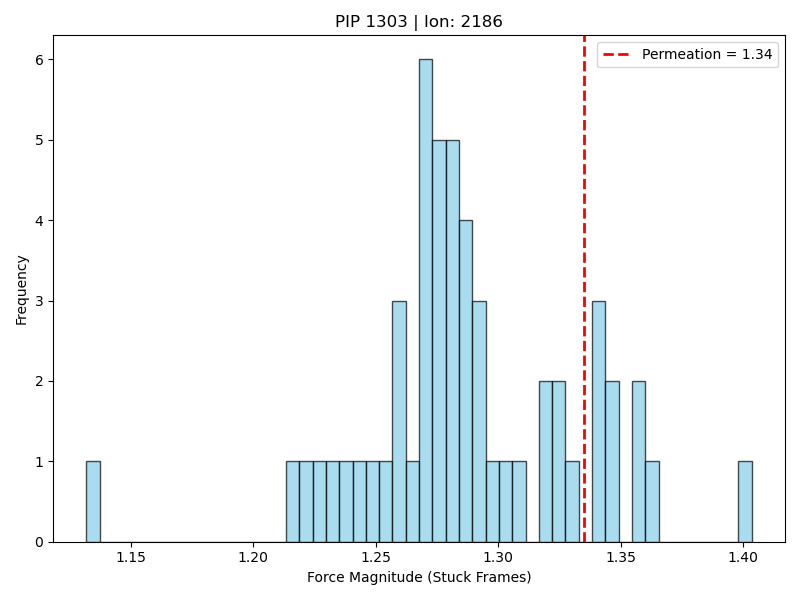 PIP 1303 | Ion: 2186
Permeation = 1.34
Frequency
6
5
4
3
2
1
0
1.15 1.20 1.25 1.30 1.35 1.40
Force Magnitude (Stuck Frames)